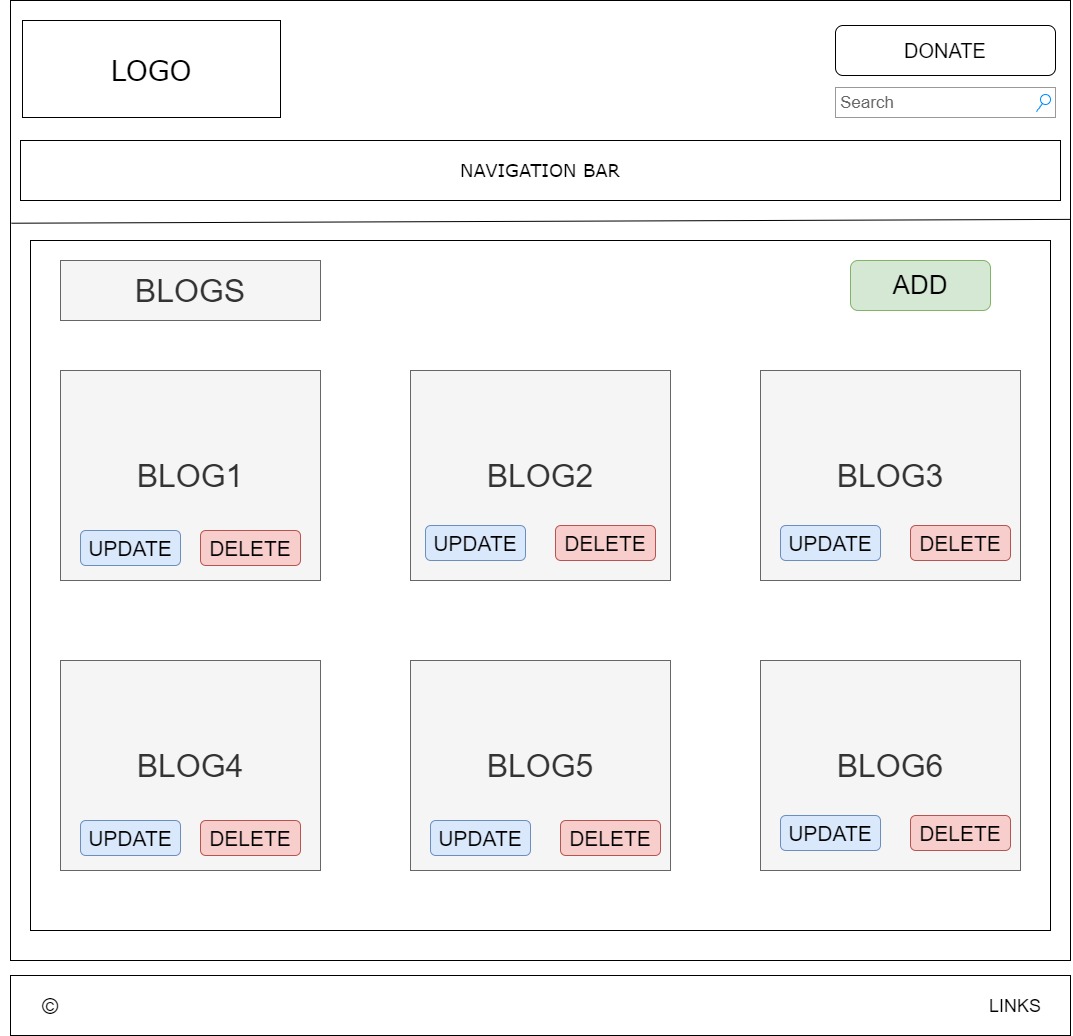 LOGO
DONATE
Search
NAVIGATION BAR
BLOGS
ADD
BLOG1
UPDATE DELETE
BLOG2
UPDATE DELETE
BLOG3
UPDATE DELETE
BLOG4
UPDATE DELETE
BLOG5
UPDATE DELETE
BLOG6
UPDATE DELETE
©
LINKS